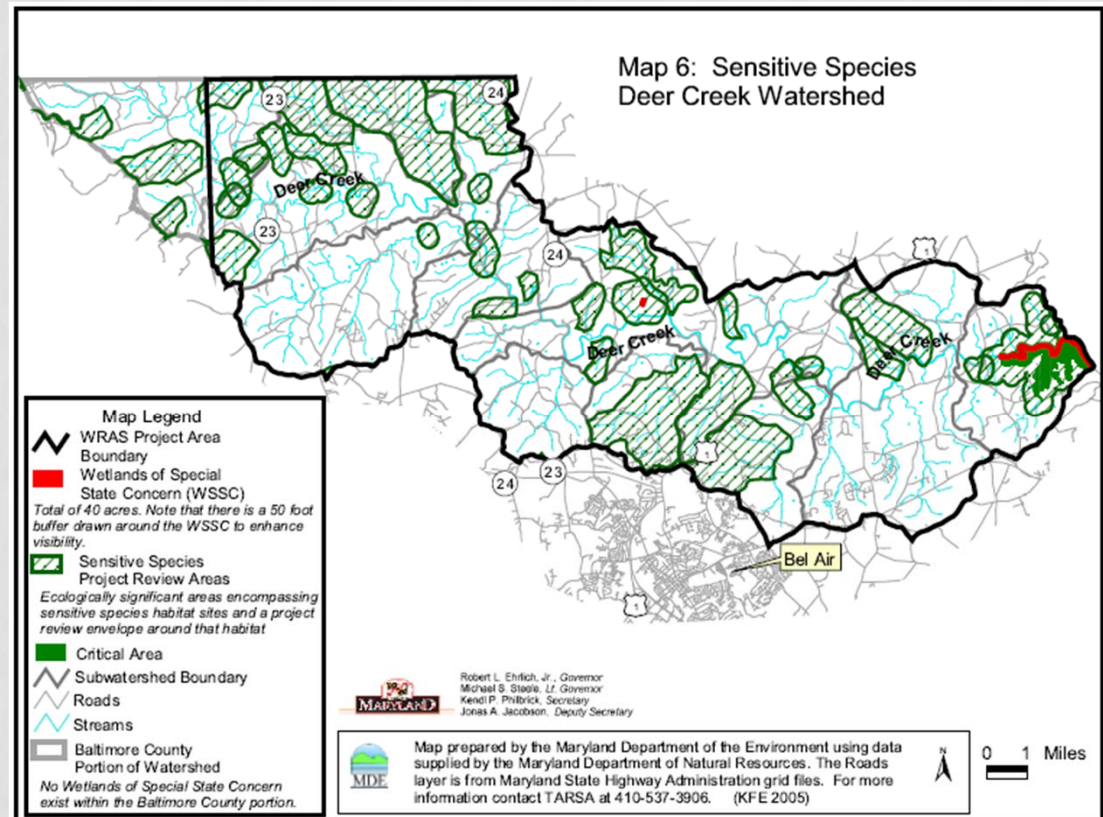 Map 6: Sensitive Species
Deer Creek Watershed
23
24
Deer Creek
23
24
1
Deer Creek
Deer Creek
1
24
23
Bel Air
1
Map Legend
WRAS Project Area
Boundary
Wetlands of Special
State Concern (WSSC)
Total of 40 acres. Note that there is a 50 foot
buffer drawn around the WSSC to enhance
visibility.
Sensitive Species
Project Review Areas
Ecologically significant areas encompassing
sensitive species habitat sites and a project
review envelope around that habitat
Critical Area
Subwatershed Boundary
Roads
Streams
Baltimore County
Portion of Watershed
No Wetlands of Special State Concern
exist within the Baltimore County portion.
MARYLAND
Robert L. Ehrlich, Jr., Governor
Michael S. Steele, Lt. Governor
Kendl P. Philbrick, Secretary
Jonas A. Jacobson, Deputy Secretary
MDE
Map prepared by the Maryland Department of the Environment using data
supplied by the Maryland Department of Natural Resources. The Roads
layer is from Maryland State Highway Administration grid files. For more
information contact TARSA at 410-537-3906. (KFE 2005)
N
0 1 Miles